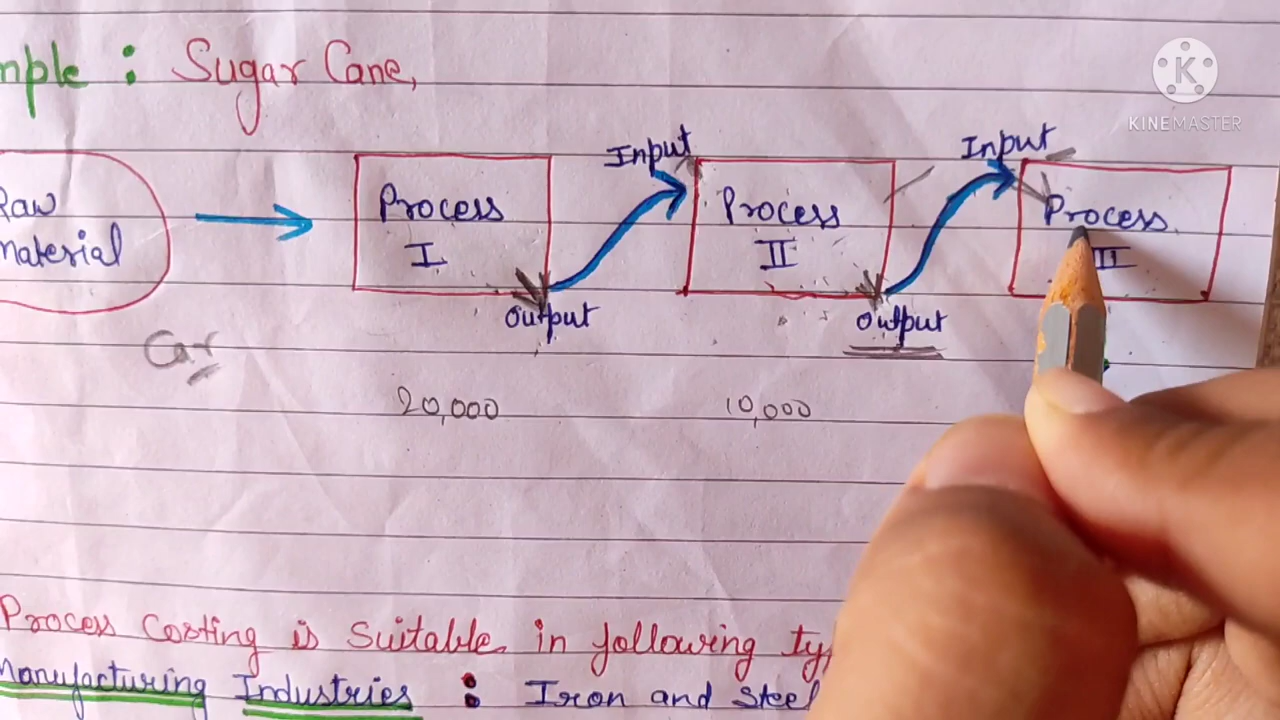 mple : Sugar Cane,
KINEMASTER
Input
Input
Raw
Material
Process
I
Process
II
Process
III
Output
Output
Car
20,000
10,000
Process Costing is suitable in following
Manufacturing Industries : Iron and Steel